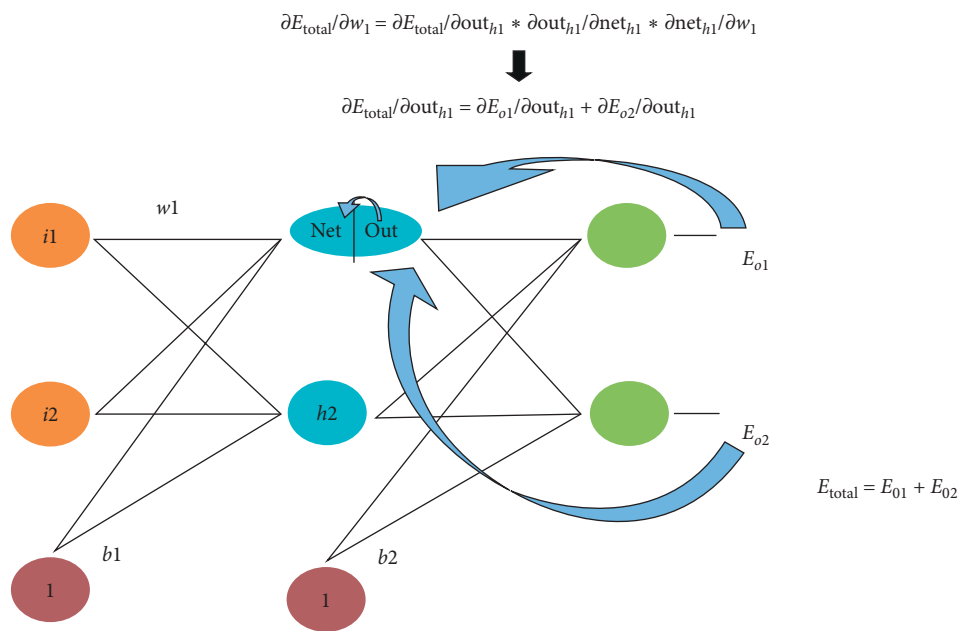 ∂E_total/∂w_1 = ∂E_total/∂out_h1 * ∂out_h1/∂net_h1 * ∂net_h1/∂w_1
∂E_total/∂out_h1 = ∂E_o1/∂out_h1 + ∂E_o2/∂out_h1
w1
i1
Net
Out
E_o1
i2
h2
E_o2
E_total = E_01 + E_02
b1
b2
1
1